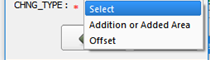 CHNG_TYPE : * Select
Addition or Added Area
Offset